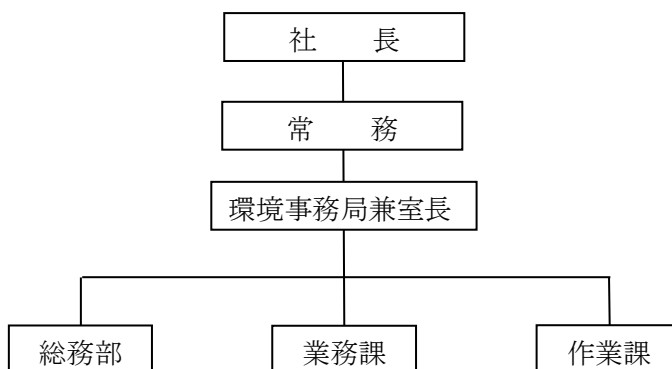 社　　長
常　　務
環境事務局兼室長
総務部　業務課　作業課